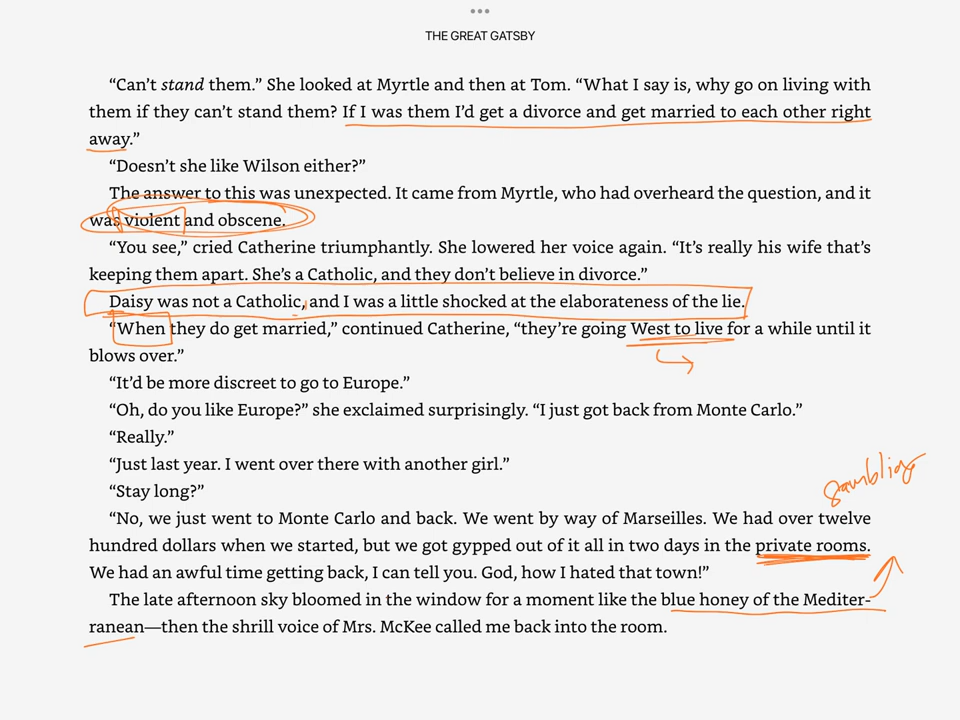 THE GREAT GATSBY
“Can’t stand them.” She looked at Myrtle and then at Tom. “What I say is, why go on living with
them if they can’t stand them? If I was them I’d get a divorce and get married to each other right
away.”
“Doesn’t she like Wilson either?”
The answer to this was unexpected. It came from Myrtle, who had overheard the question, and it
was violent and obscene.
“You see,” cried Catherine triumphantly. She lowered her voice again. “It’s really his wife that’s
keeping them apart. She’s a Catholic, and they don’t believe in divorce.”
Daisy was not a Catholic, and I was a little shocked at the elaborateness of the lie.
“When they do get married,” continued Catherine, “they’re going West to live for a while until it
blows over.”
“It’d be more discreet to go to Europe.”
“Oh, do you like Europe?” she exclaimed surprisingly. “I just got back from Monte Carlo.”
“Really.”
“Just last year. I went over there with another girl.”
“Stay long?”
gambling
“No, we just went to Monte Carlo and back. We went by way of Marseilles. We had over twelve
hundred dollars when we started, but we got gypped out of it all in two days in the private rooms.
We had an awful time getting back, I can tell you. God, how I hated that town!”
The late afternoon sky bloomed in the window for a moment like the blue honey of the Mediter-
ranean—then the shrill voice of Mrs. McKee called me back into the room.